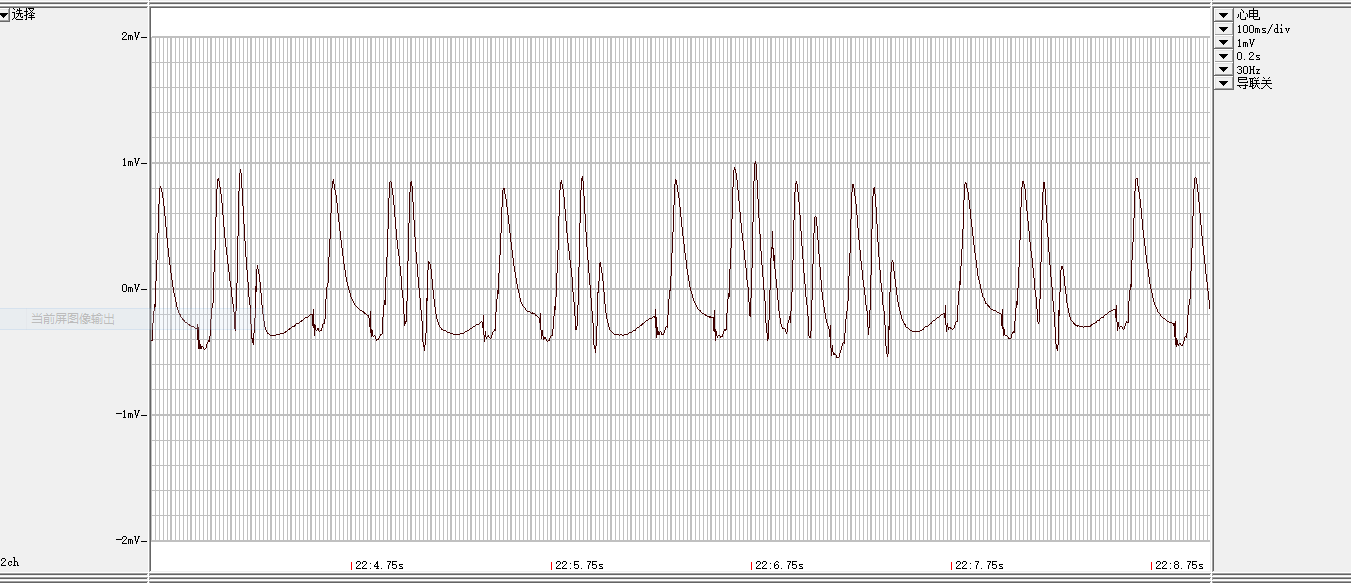 选择
心电
100ms/div
1mV
0.2s
30Hz
导联关
2mV
1mV
0mV
当前屏图像输出
-1mV
-2mV
2ch
22:4.75s
22:5.75s
22:6.75s
22:7.75s
22:8.75s